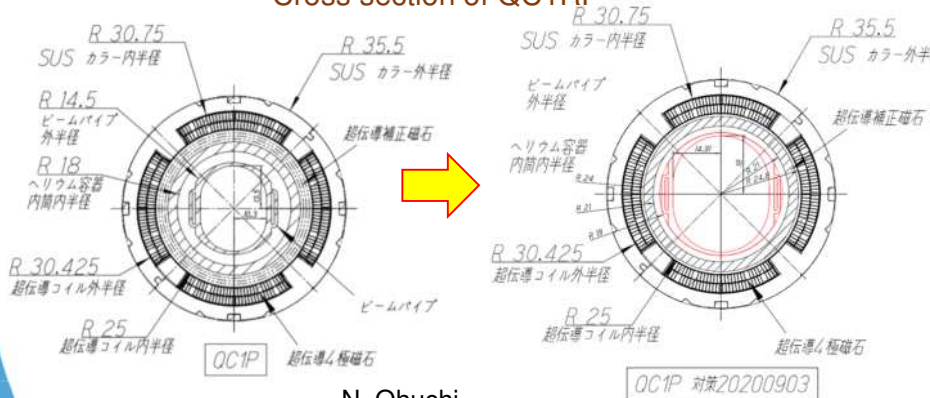 R 30.75
SUS カラー内半径
R 35.5
SUS カラー外半径
R 14.5
ビームパイプ
外半径
超伝導補正磁石
R 18
ヘリウム容器
内筒内半径
R 30.425
超伝導コイル外半径
ビームパイプ
R 25
超伝導コイル内半径
QC1P
超伝導4極磁石
R 30.75
SUS カラー内半径
R 35.5
SUS カラー外半
ビームパイプ
外半径
超伝導補正磁石
ヘリウム容器
内筒内半径
R 24
R 21
R 30.425
超伝導コイル外半径
R 25
超伝導コイル内半径
超伝導4極磁石
QC1P 対策20200903